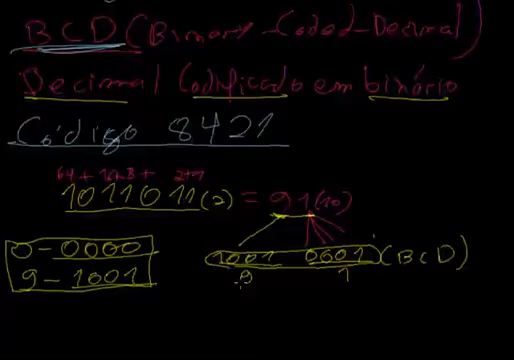 BCD (Binary-Coded-Decimal)
Decimal Codificado em binário
Código 8421
64 + 16+8 + 2+1
1011011(2) = 91(10)
0-0000
9-1001
1001 0001 (BCD)
9 1